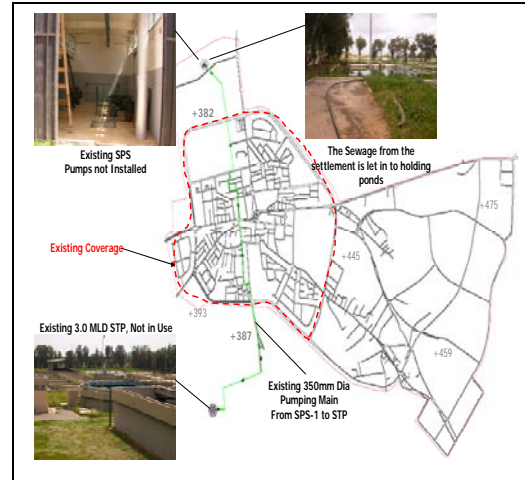 +382
Existing SPS
Pumps not Installed
The Sewage from the
settlement is let in to holding
ponds
+475
Existing Coverage
+445
+393
Existing 3.0 MLD STP, Not in Use
+387
+459
Existing 350mm Dia
Pumping Main
From SPS-1 to STP